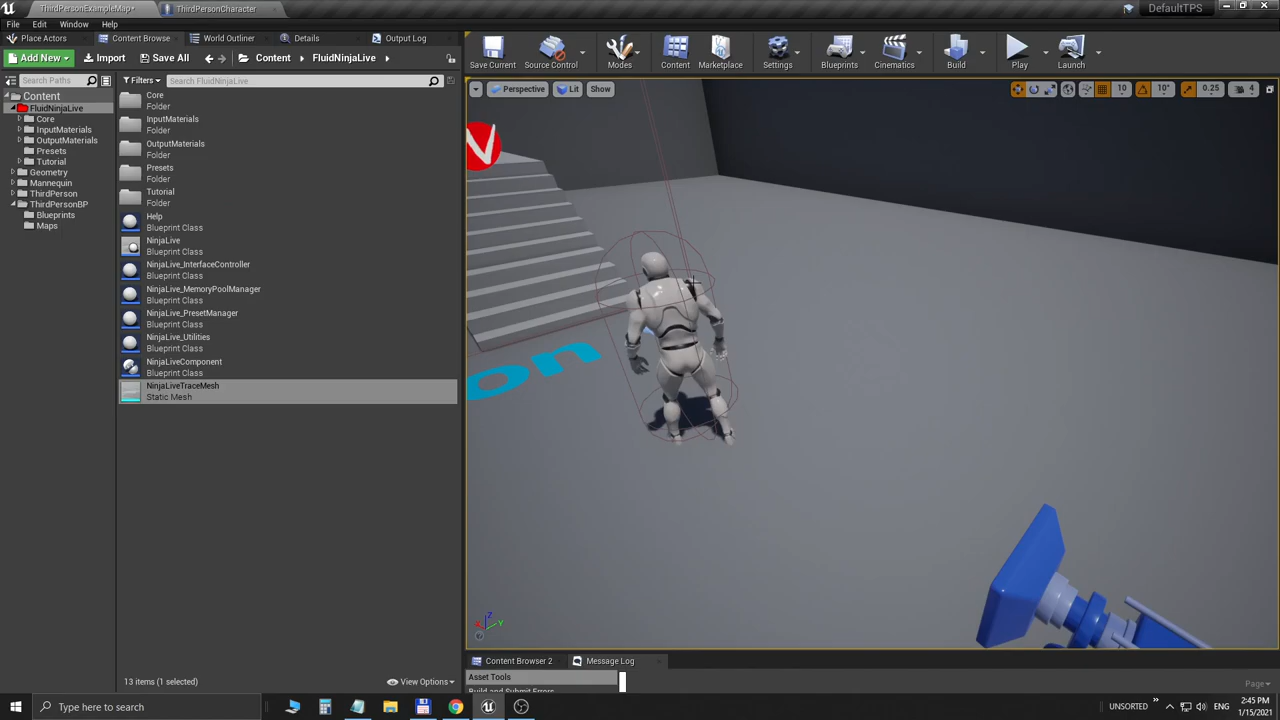 ThirdPersonExampleMap*
ThirdPersonCharacter
DefaultTPS
File Edit Window Help
Place Actors
Content Browse
World Outliner
Details
Output Log
Add New
Import
Save All
Content
FluidNinjaLive
Save Current
Source Control
Modes
Content
Marketplace
Settings
Blueprints
Cinematics
Build
Play
Launch
Search Paths
Filters
Search FluidNinjaLive
Perspective
Lit
Show
10
10°
0.25
4
Content
FluidNinjaLive
Core
InputMaterials
OutputMaterials
Presets
Tutorial
Geometry
Mannequin
ThirdPerson
ThirdPersonBP
Blueprints
Maps
Core
Folder
InputMaterials
Folder
OutputMaterials
Folder
Presets
Folder
Tutorial
Folder
Help
Blueprint Class
NinjaLive
Blueprint Class
NinjaLive_InterfaceController
Blueprint Class
NinjaLive_MemoryPoolManager
Blueprint Class
NinjaLive_PresetManager
Blueprint Class
NinjaLive_Utilities
Blueprint Class
NinjaLiveComponent
Blueprint Class
NinjaLiveTraceMesh
Static Mesh
on
Z
X
Y
13 items (1 selected)
View Options
Content Browser 2
Message Log
Asset Tools
Build and Submit Errors
Page
Type here to search
UNSORTED
2:45 PM
1/15/2021